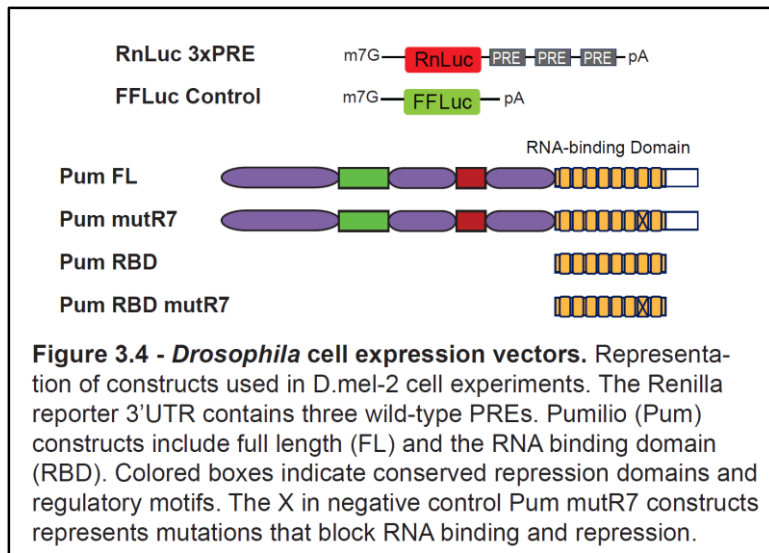 RnLuc 3xPRE m7G RnLuc PRE PRE PRE pA
FFLuc Control m7G FFLuc pA
RNA-binding Domain
Pum FL
Pum mutR7 X
Pum RBD
Pum RBD mutR7 X
Figure 3.4 - Drosophila cell expression vectors. Representa-
tion of constructs used in D.mel-2 cell experiments. The Renilla
reporter 3'UTR contains three wild-type PREs. Pumilio (Pum)
constructs include full length (FL) and the RNA binding domain
(RBD). Colored boxes indicate conserved repression domains and
regulatory motifs. The X in negative control Pum mutR7 constructs
represents mutations that block RNA binding and repression.